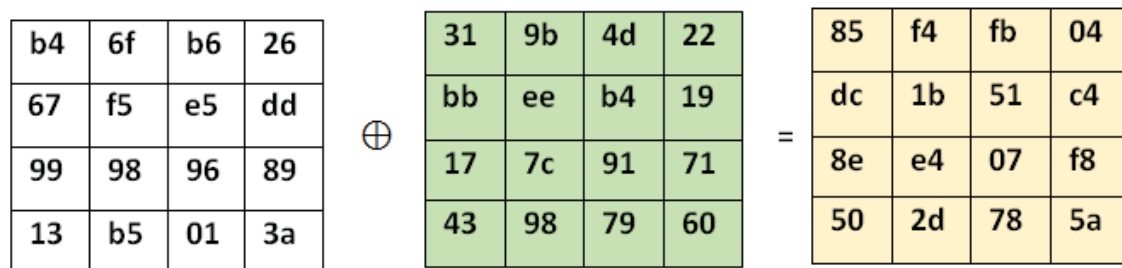 b4 6f b6 26 31 9b 4d 22 85 f4 fb 04
67 f5 e5 dd bb ee b4 19 dc 1b 51 c4
⊕ =
99 98 96 89 17 7c 91 71 8e e4 07 f8
13 b5 01 3a 43 98 79 60 50 2d 78 5a